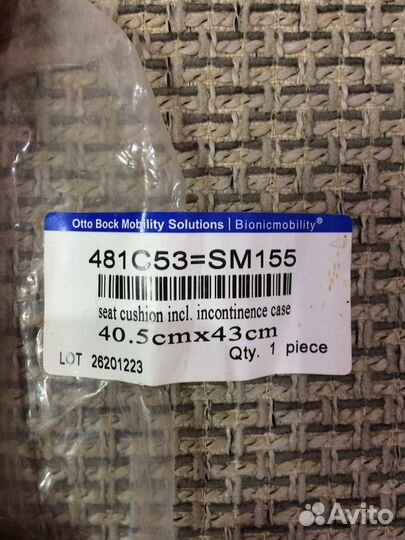 Otto Bock Mobility Solutions | Bionicmobility®
481C53=SM155
seat cushion incl. incontinence case
40.5cmx43cm
LOT 26201223 Qty. 1 piece
Avito